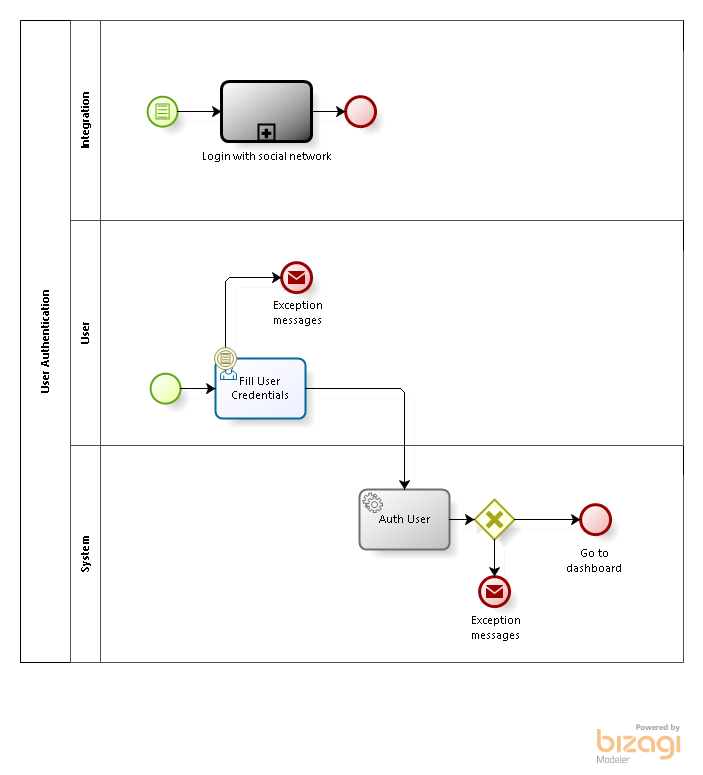 User Authentication
Integration
Login with social network
User
Exception
messages
Fill User
Credentials
System
Auth User
Go to
dashboard
Exception
messages
Powered by
bizagi
Modeler